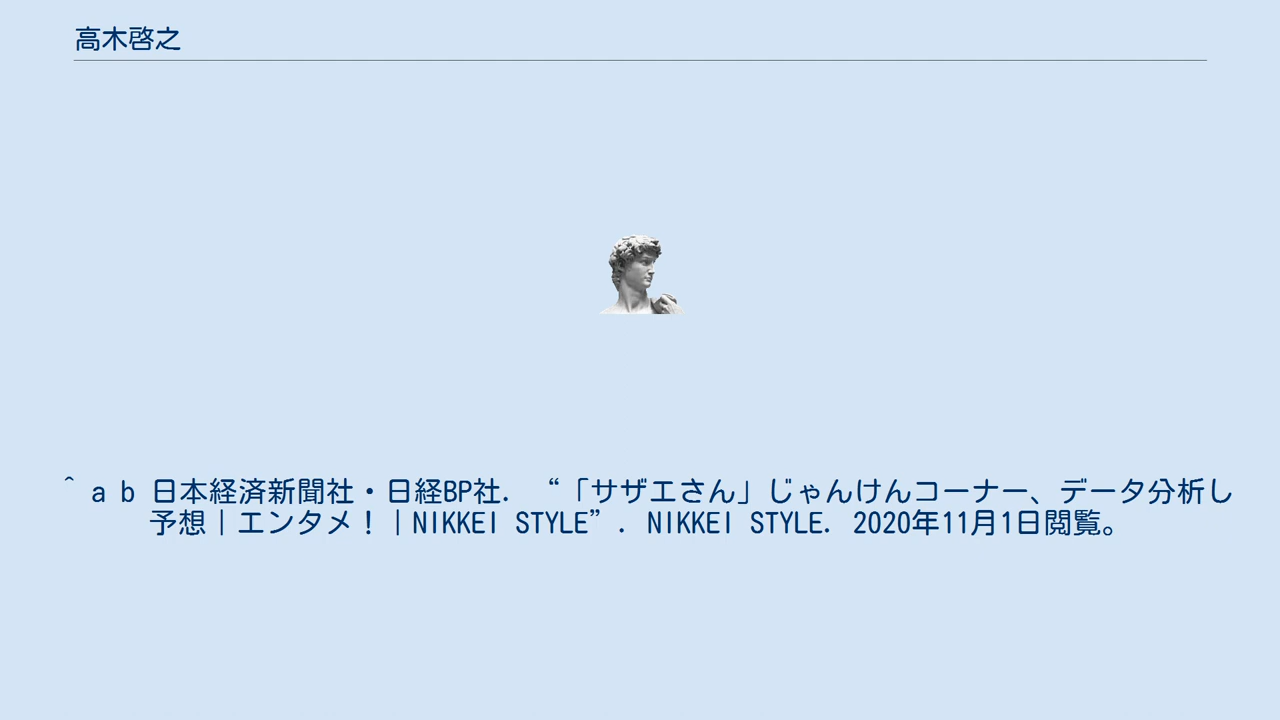 高木啓之
^ a b 日本経済新聞社・日経BP社. “「サザエさん」じゃんけんコーナー、データ分析し
予想｜エンタメ！｜NIKKEI STYLE”. NIKKEI STYLE. 2020年11月1日閲覧。